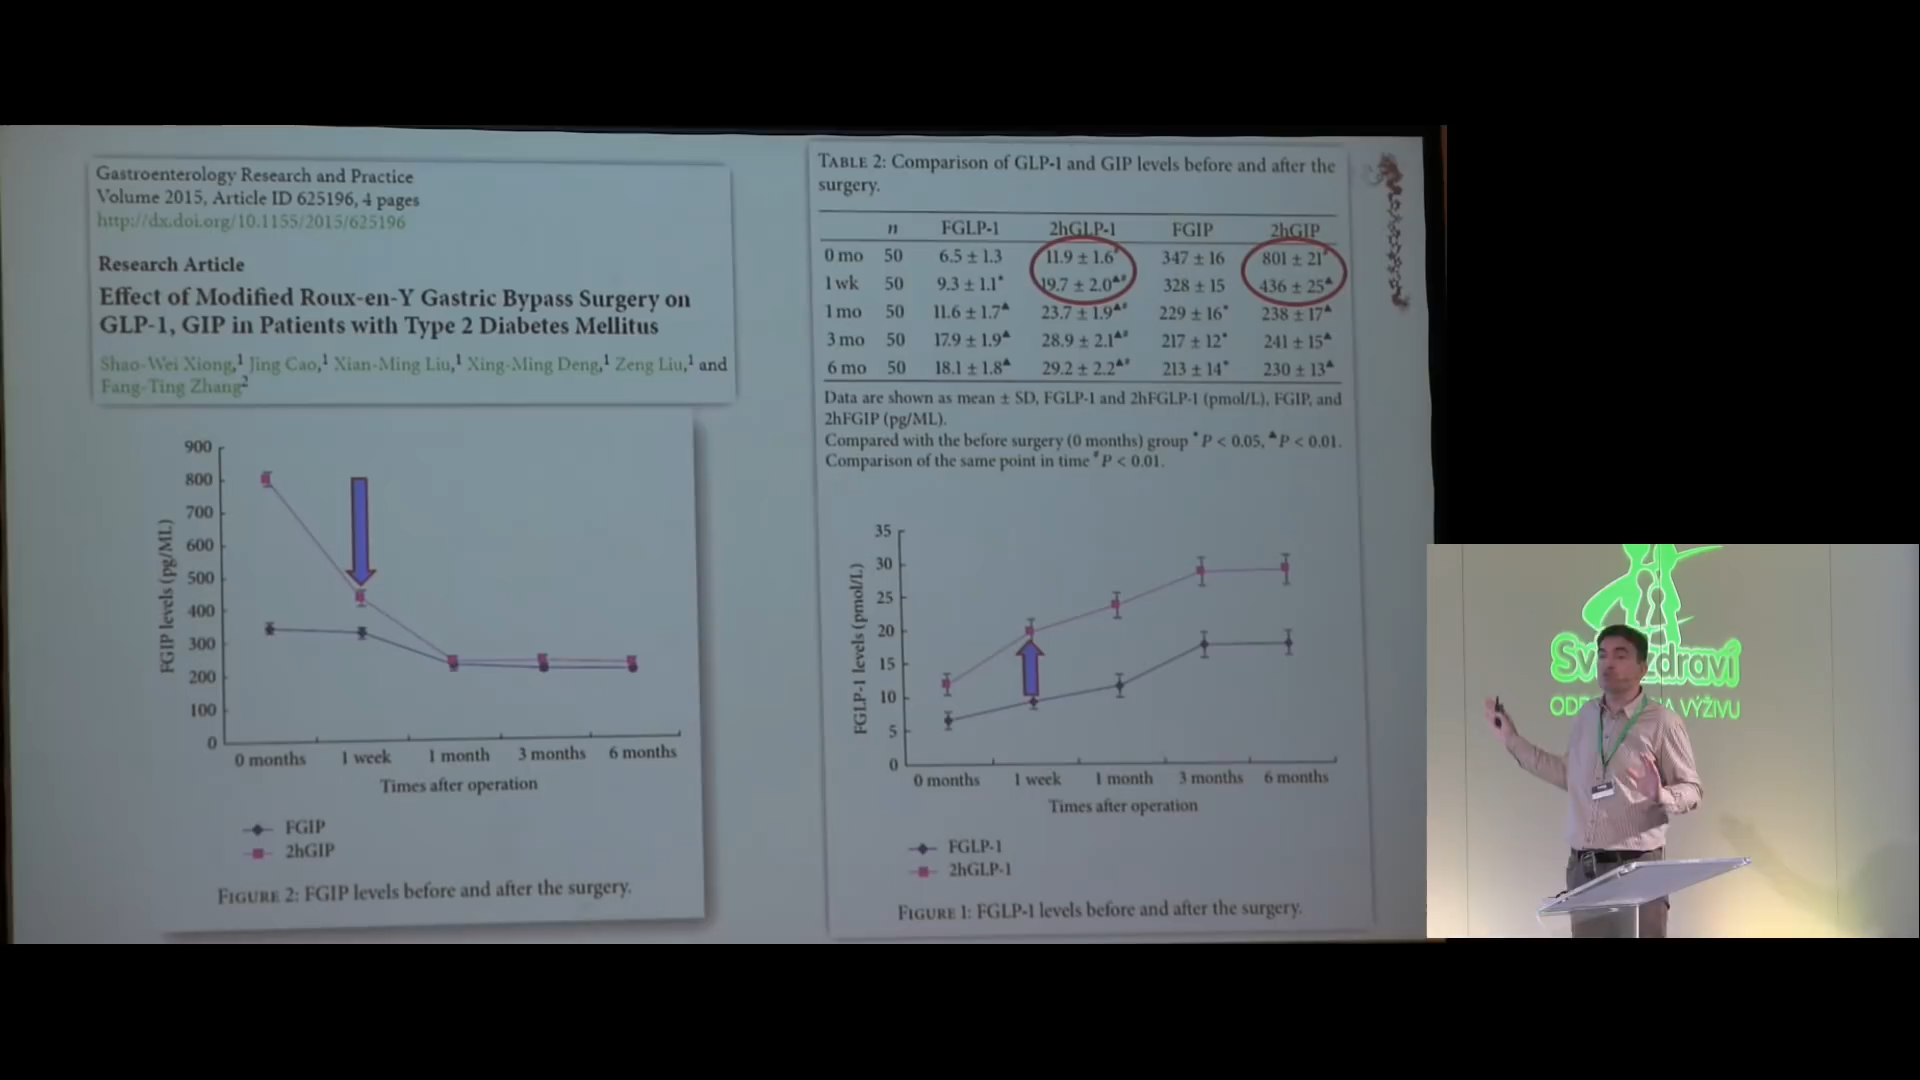 Gastroenterology Research and Practice
Volume 2015, Article ID 625196, 4 pages
http://dx.doi.org/10.1155/2015/625196
Research Article
Effect of Modified Roux-en-Y Gastric Bypass Surgery on
GLP-1, GIP in Patients with Type 2 Diabetes Mellitus
Shao-Wei Xiong,¹ Jing Cao,¹ Xian-Ming Liu,¹ Xing-Ming Deng,¹ Zeng Liu,¹ and
Fang-Ting Zhang²
900
800
700
600
500
400
300
200
100
0
FGIP levels (pg/ML)
0 months 1 week 1 month 3 months 6 months
Times after operation
FGIP
2hGIP
FIGURE 2: FGIP levels before and after the surgery.
TABLE 2: Comparison of GLP-1 and GIP levels before and after the
surgery.
n FGLP-1 2hGLP-1 FGIP 2hGIP
0 mo 50 6.5 ± 1.3 11.9 ± 1.6# 347 ± 16 801 ± 21#
1 wk 50 9.3 ± 1.1* 19.7 ± 2.0▲# 328 ± 15 436 ± 25▲
1 mo 50 11.6 ± 1.7▲ 23.7 ± 1.9▲# 229 ± 16* 238 ± 17▲
3 mo 50 17.9 ± 1.9▲ 28.9 ± 2.1▲# 217 ± 12* 241 ± 15▲
6 mo 50 18.1 ± 1.8▲ 29.2 ± 2.2▲# 213 ± 14* 230 ± 13▲
Data are shown as mean ± SD, FGLP-1 and 2hFGLP-1 (pmol/L), FGIP, and
2hFGIP (pg/ML).
Compared with the before surgery (0 months) group *P < 0.05, ▲P < 0.01.
Comparison of the same point in time #P < 0.01.
35
30
25
20
15
10
5
0
FGLP-1 levels (pmol/L)
0 months 1 week 1 month 3 months 6 months
Times after operation
FGLP-1
2hGLP-1
FIGURE 1: FGLP-1 levels before and after the surgery.
zdraví
VÝŽIVU